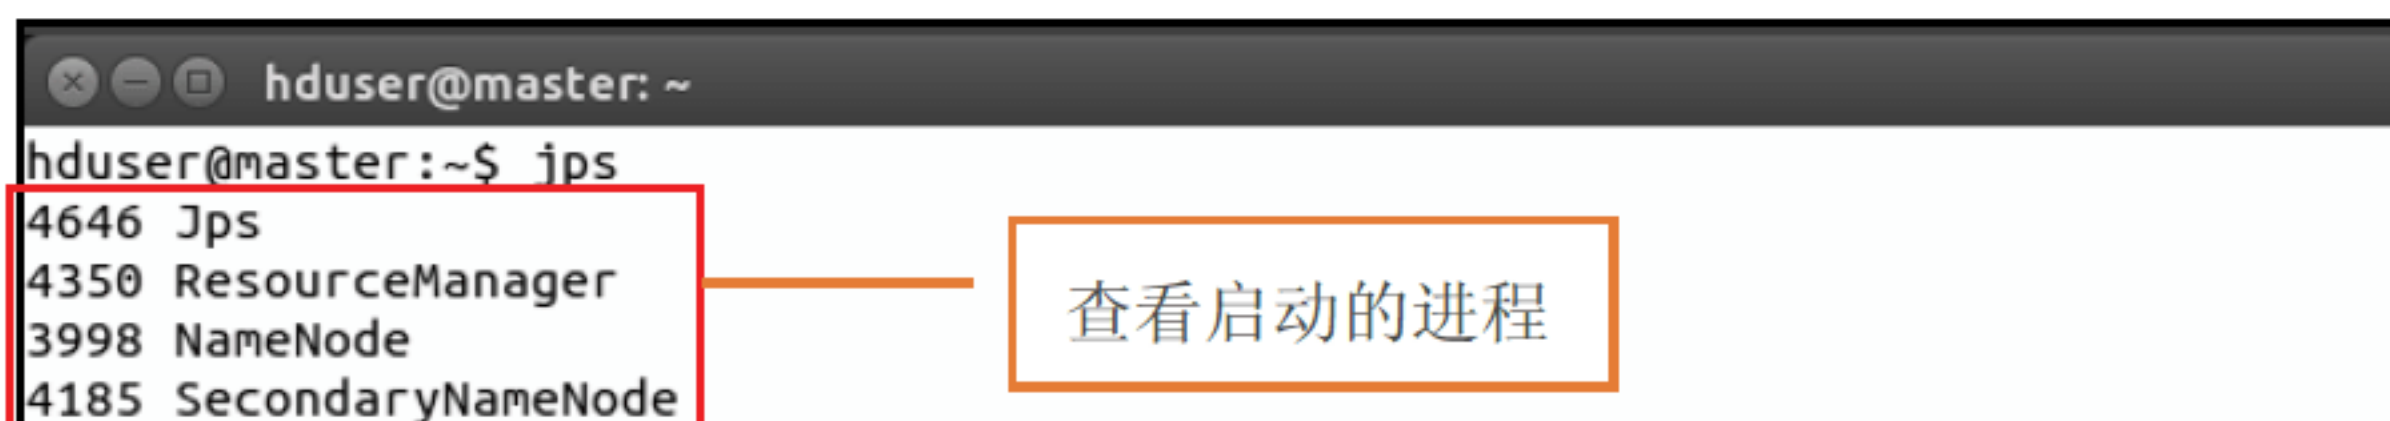 hduser@master: ~
hduser@master:~$ jps
4646 Jps
4350 ResourceManager
3998 NameNode
4185 SecondaryNameNode
查看启动的进程